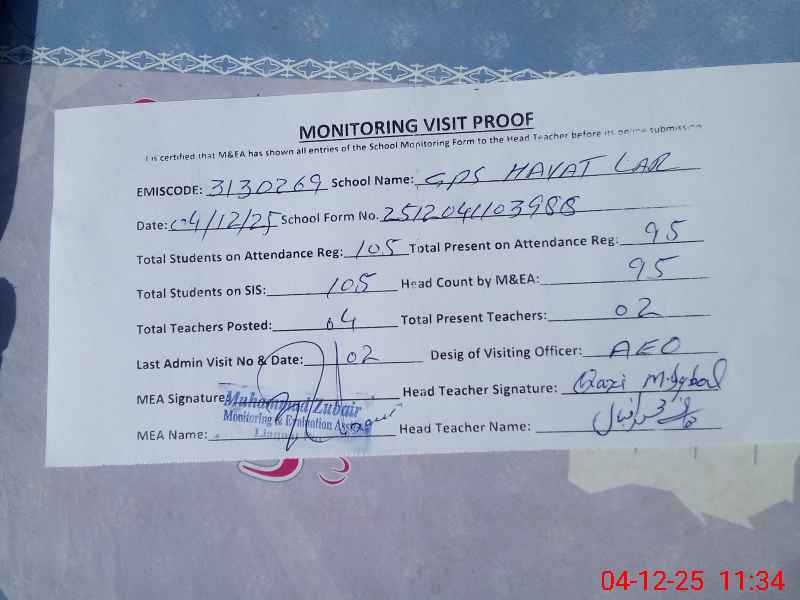 MONITORING VISIT PROOF
t is certified that M&EA has shown all entries of the School Monitoring Form to the Head Teacher before its online submission
EMISCODE: 3130269 School Name: GPS HAYAT LAR
Date: 04/12/25 School Form No. 2512041103988
Total Students on Attendance Reg: 105 Total Present on Attendance Reg: 95
Total Students on SIS: 105 Head Count by M&EA: 95
Total Teachers Posted: 04 Total Present Teachers: 02
Last Admin Visit No & Date: 02 Desig of Visiting Officer: AEO
MEA Signature Head Teacher Signature: Qazi M.Iqbal
Muhammad Zubair
Monitoring & Evaluation Assis
MEA Name: Head Teacher Name:
04-12-25 11:34